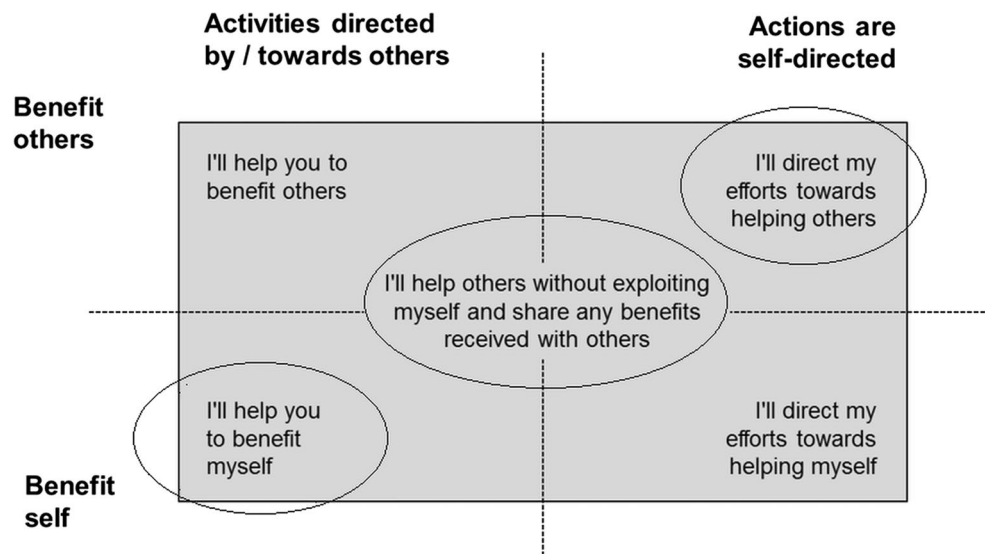 Activities directed
by / towards others
Actions are
self-directed
Benefit
others
I'll help you to
benefit others
I'll direct my
efforts towards
helping others
I'll help others without exploiting
myself and share any benefits
received with others
I'll help you
to benefit
myself
I'll direct my
efforts towards
helping myself
Benefit
self